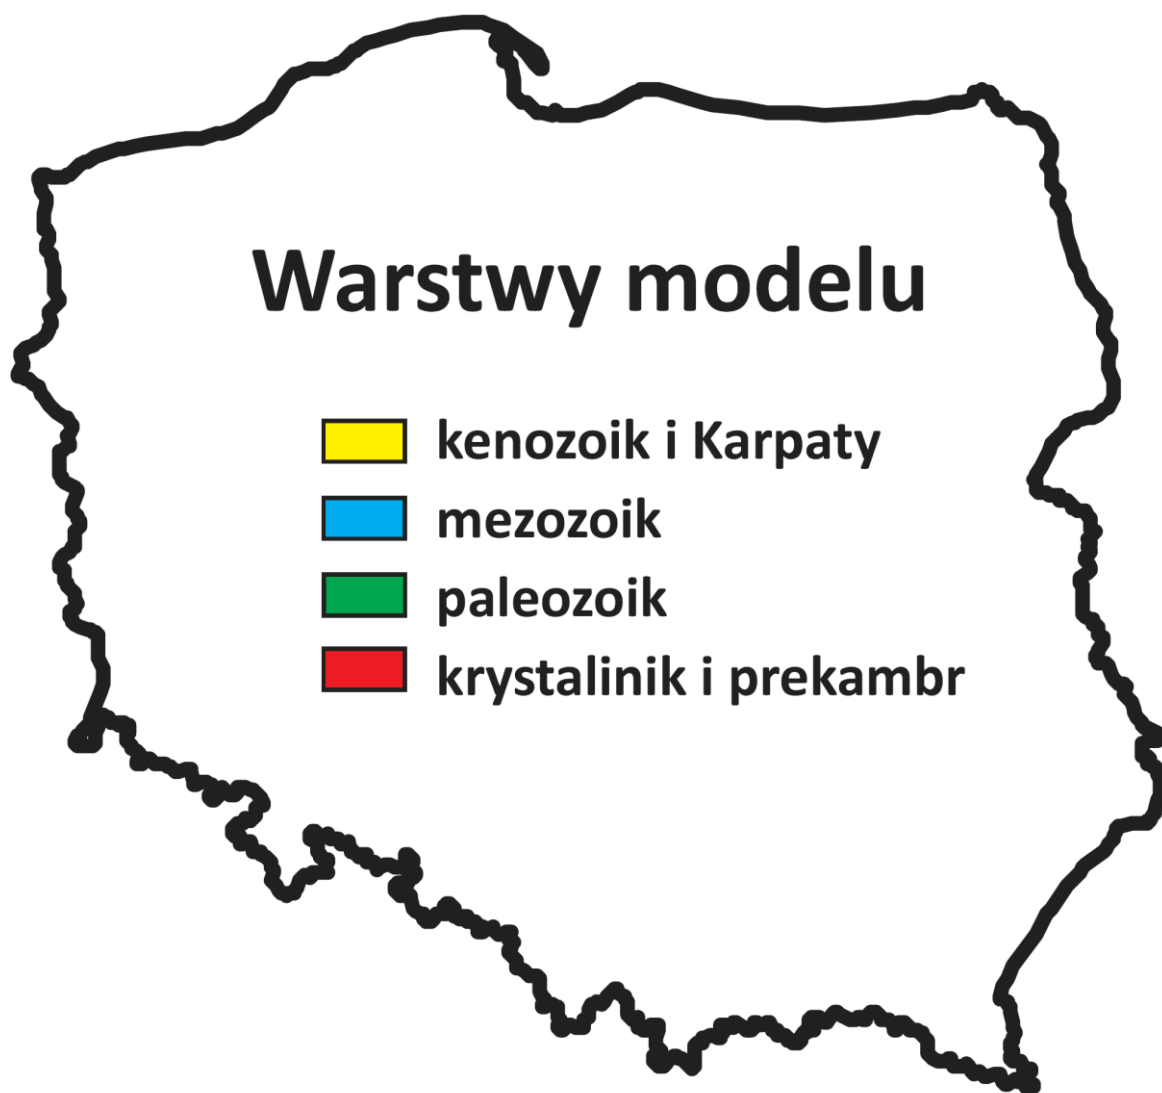 Warstwy modelu
kenozoik i Karpaty
mezozoik
paleozoik
krystalinik i prekambr